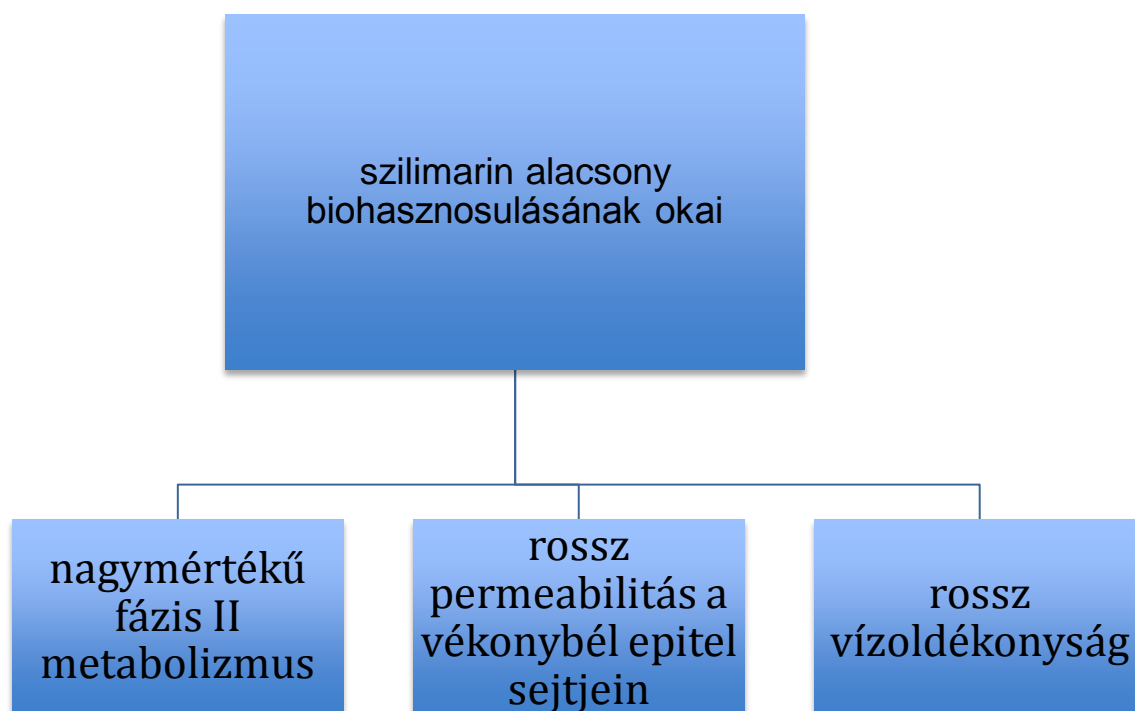 szilimarin alacsony
biohasznosulásának okai
nagymértékű
fázis II
metabolizmus
rossz
permeabilitás a
vékonybél epitel
sejtjein
rossz
vízoldékonyság